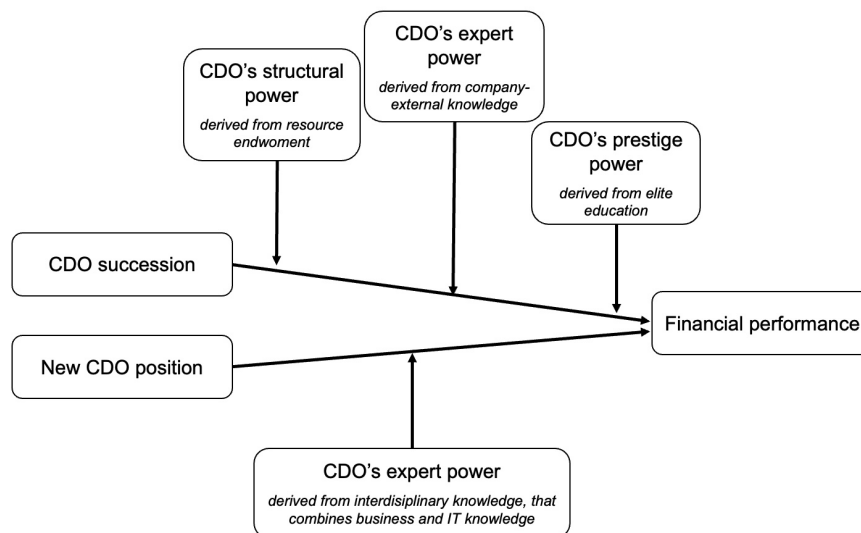 CDO's expert
power
derived from company-
external knowledge
CDO's structural
power
derived from resource
endwoment
CDO's prestige
power
derived from elite
education
CDO succession
Financial performance
New CDO position
CDO's expert power
derived from interdisiplinary knowledge, that
combines business and IT knowledge